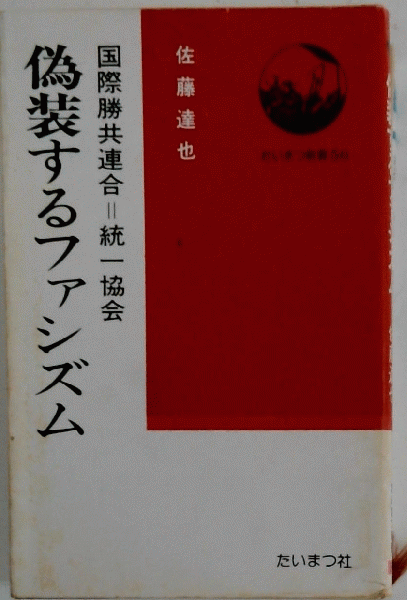 佐藤達也
国際勝共連合=統一協会
偽装するファシズム
たいまつ社